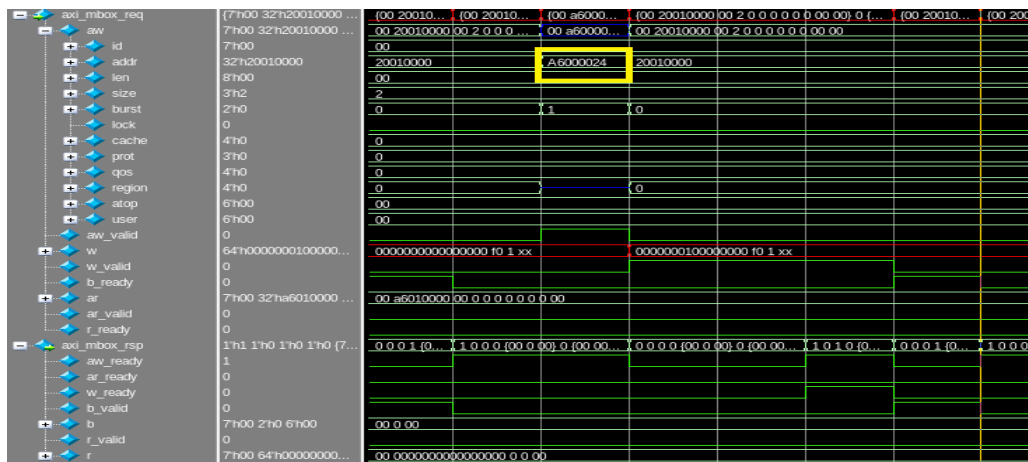 axi_mbox_req {7'h00 32'h20010000 ... {00 20010... {00 20010... {00 a6000... {00 20010000 00 2 0 0 0 0 0 0 0 00 00} 0 {... {00 20010... {00 200
aw 7'h00 32'h20010000 ... 00 20010000 00 2 0 0 0 ... 00 a60000... 00 20010000 00 2 0 0 0 0 0 0 0 00 00
id 7'h00 00
addr 32'h20010000 20010000 A6000024 20010000
len 8'h00 00
size 3'h2 2
burst 2'h0 0 1 0
lock 0
cache 4'h0 0
prot 3'h0 0
qos 4'h0 0
region 4'h0 0 0
atop 6'h00 00
user 6'h00 00
aw_valid 0
w 64'h0000000100000... 0000000000000000 f0 1 xx 0000000100000000 f0 1 xx
w_valid 0
b_ready 0
ar 7'h00 32'ha6010000 ... 00 a6010000 00 0 0 0 0 0 0 0 00
ar_valid 0
r_ready 0
axi_mbox_rsp 1'h1 1'h0 1'h0 1'h0 {7... 0 0 0 1 {0... 1 0 0 0 {00 0 00} 0 {00 00... 0 0 0 0 {00 0 00} 0 {00 00... 1 0 1 0 {0... 0 0 0 1 {0... 1 0 0 0
aw_ready 1
ar_ready 0
w_ready 0
b_valid 0
b 7'h00 2'h0 6'h00 00 0 00
r_valid 0
r 7'h00 64'h00000000... 00 0000000000000000 0 0 00